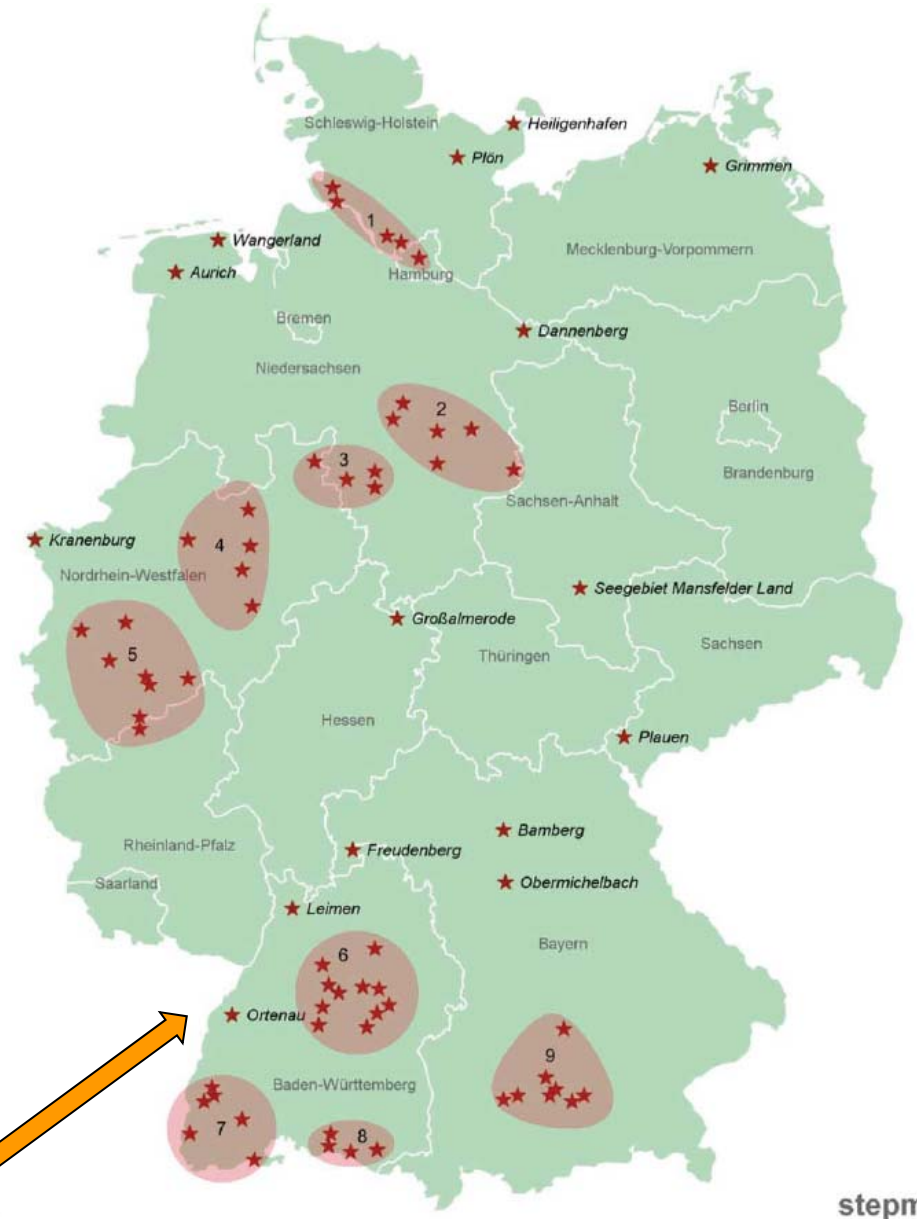 Schleswig-Holstein
Heiligenhafen
Plön
Grimmen
1
Wangerland
Mecklenburg-Vorpommern
Aurich
Hamburg
Bremen
Dannenberg
Niedersachsen
2
Berlin
3
Brandenburg
Sachsen-Anhalt
Kranenburg
4
Nordrhein-Westfalen
Seegebiet Mansfelder Land
Großalmerode
Sachsen
5
Thüringen
Hessen
Plauen
Bamberg
Rheinland-Pfalz
Freudenberg
Saarland
Obermichelbach
Leimen
Bayern
6
Ortenau
9
Baden-Württemberg
7
8
stepm